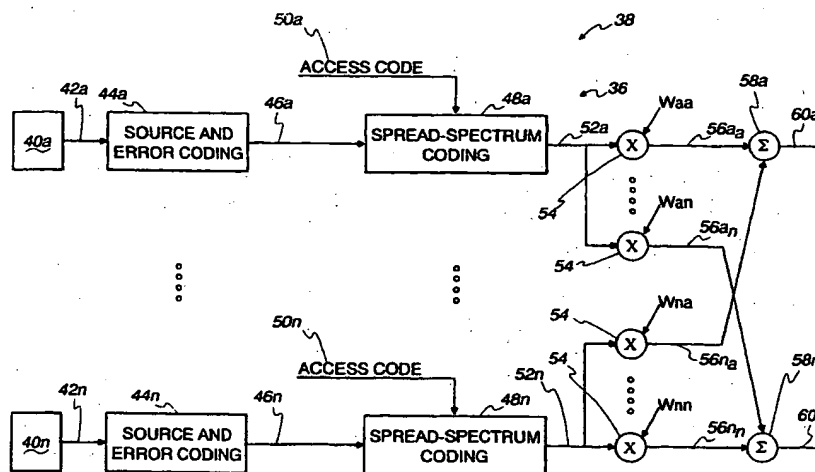 50a
38
ACCESS CODE
36
58a
42a
44a
46a
48a
Waa
60a
40a
SOURCE AND
ERROR CODING
SPREAD-SPECTRUM
CODING
52a
X
56aₐ
Σ
54
Wan
X
56aₙ
54
Wna
54
X
50n
56nₐ
ACCESS CODE
54
58n
42n
44n
46n
48n
52n
Wnn
40n
SOURCE AND
ERROR CODING
SPREAD-SPECTRUM
CODING
X
56nₙ
Σ